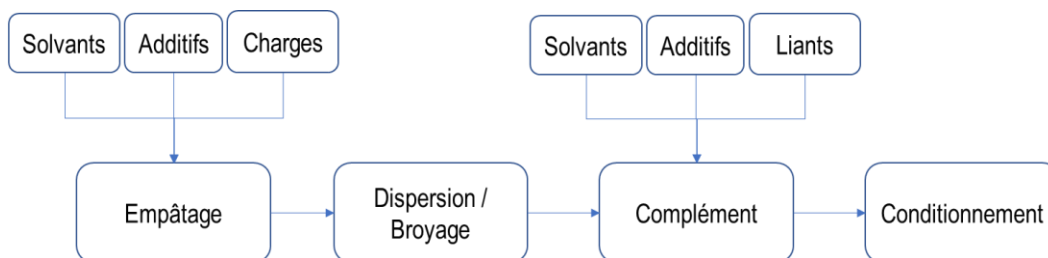 Solvants
Additifs
Charges
Solvants
Additifs
Liants
Empâtage
Dispersion /
Broyage
Complément
Conditionnement